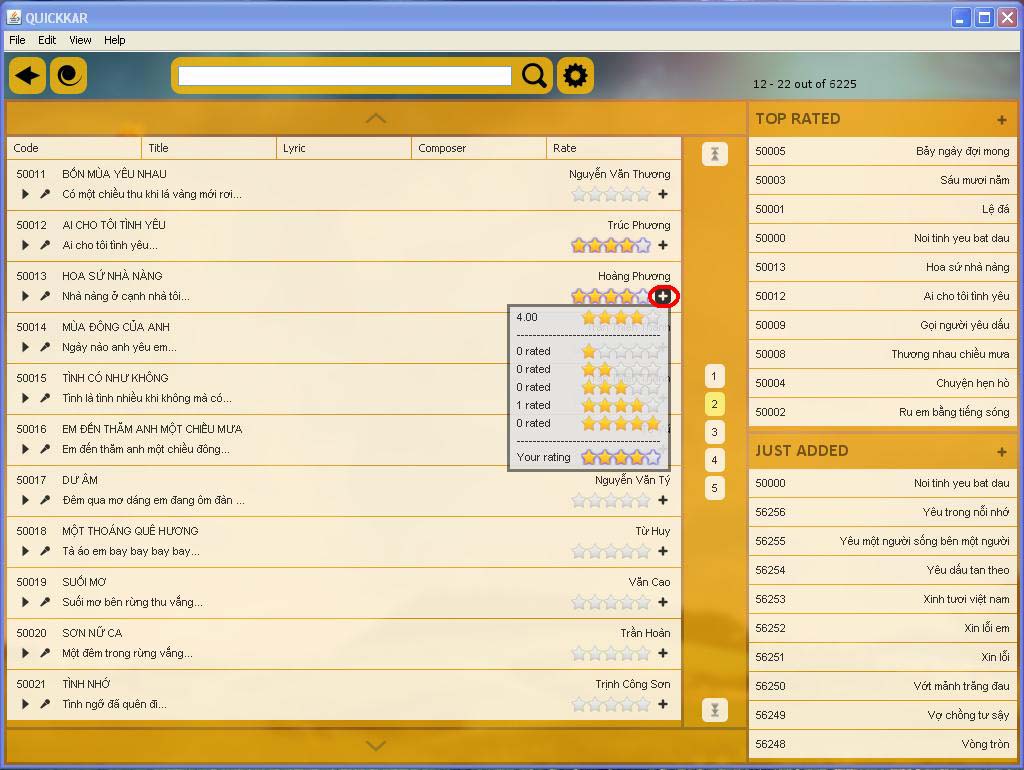 QUICKKAR
File Edit View Help
12 - 22 out of 6225
Code Title Lyric Composer Rate
50011 BỐN MÙA YÊU NHAU Nguyễn Văn Thương
Có một chiều thu khi lá vàng mới rơi...
50012 AI CHO TÔI TÌNH YÊU Trúc Phương
Ai cho tôi tình yêu...
50013 HOA SỨ NHÀ NÀNG Hoàng Phương
Nhà nàng ở cạnh nhà tôi...
50014 MÙA ĐÔNG CỦA ANH
Ngày nào anh yêu em...
50015 TÌNH CÓ NHƯ KHÔNG
Tình là tình nhiều khi không mà có...
50016 EM ĐẾN THĂM ANH MỘT CHIỀU MƯA
Em đến thăm anh một chiều đông...
50017 DƯ ÂM Nguyễn Văn Tý
Đêm qua mơ dáng em đang ôm đàn ...
50018 MỘT THOÁNG QUÊ HƯƠNG Từ Huy
Tà áo em bay bay bay bay...
50019 SUỐI MƠ Văn Cao
Suối mơ bên rừng thu vắng...
50020 SƠN NỮ CA Trần Hoàn
Một đêm trong rừng vắng...
50021 TÌNH NHỚ Trịnh Công Sơn
Tình ngỡ đã quên đi...
4.00
0 rated
0 rated
0 rated
1 rated
0 rated
Your rating
1
2
3
4
5
TOP RATED +
50005 Bảy ngày đợi mong
50003 Sáu mươi năm
50001 Lệ đá
50000 Noi tinh yeu bat dau
50013 Hoa sứ nhà nàng
50012 Ai cho tôi tình yêu
50009 Gọi người yêu dấu
50008 Thương nhau chiều mưa
50004 Chuyện hẹn hò
50002 Ru em bằng tiếng sóng
JUST ADDED +
50000 Noi tinh yeu bat dau
56256 Yêu trong nỗi nhớ
56255 Yêu một người sống bên một người
56254 Yêu dấu tan theo
56253 Xinh tươi việt nam
56252 Xin lỗi em
56251 Xin lỗi
56250 Vớt mảnh trăng đau
56249 Vợ chồng tư sậy
56248 Vòng tròn